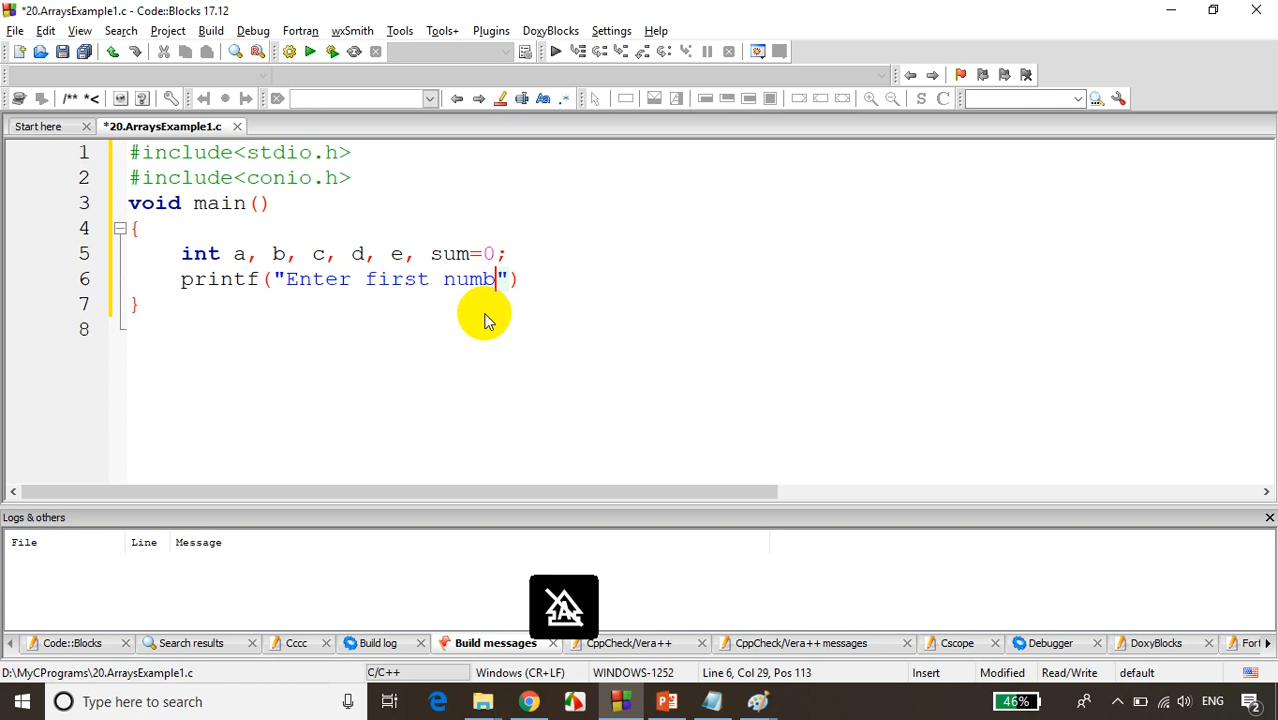 *20.ArraysExample1.c - Code::Blocks 17.12
File Edit View Search Project Build Debug Fortran wxSmith Tools Tools+ Plugins DoxyBlocks Settings Help
/** *<
S C
Start here *20.ArraysExample1.c
1 #include<stdio.h>
2 #include<conio.h>
3 void main()
4 {
5 int a, b, c, d, e, sum=0;
6 printf("Enter first numb")
7 }
8
Logs & others
File Line Message
A
Code::Blocks Search results Cccc Build log Build messages CppCheck/Vera++ CppCheck/Vera++ messages Cscope Debugger DoxyBlocks Fort
D:\MyCPrograms\20.ArraysExample1.c C/C++ Windows (CR+LF) WINDOWS-1252 Line 6, Col 29, Pos 113 Insert Modified Read/Write default
Type here to search 46% ENG 2